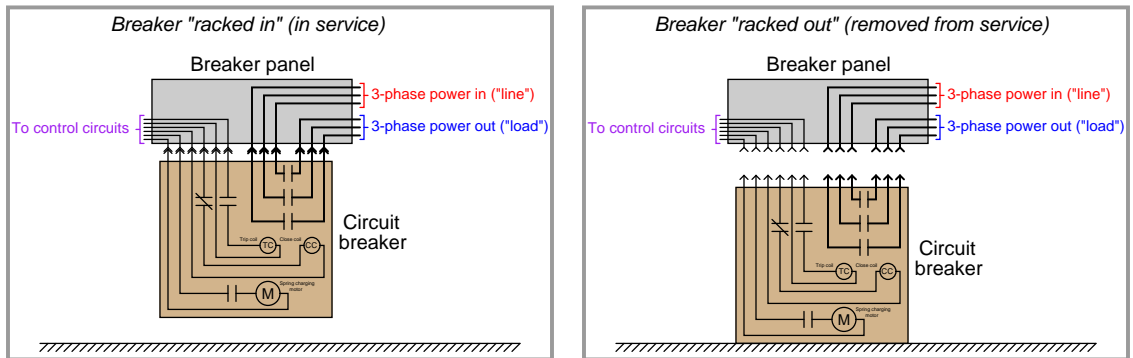 Breaker "racked in" (in service)
Breaker panel
3-phase power in ("line")
To control circuits
3-phase power out ("load")
Circuit
breaker
Trip coil
Close coil
TC
CC
Spring charging
motor
M
Breaker "racked out" (removed from service)
Breaker panel
3-phase power in ("line")
To control circuits
3-phase power out ("load")
Circuit
breaker
Trip coil
Close coil
TC
CC
Spring charging
motor
M